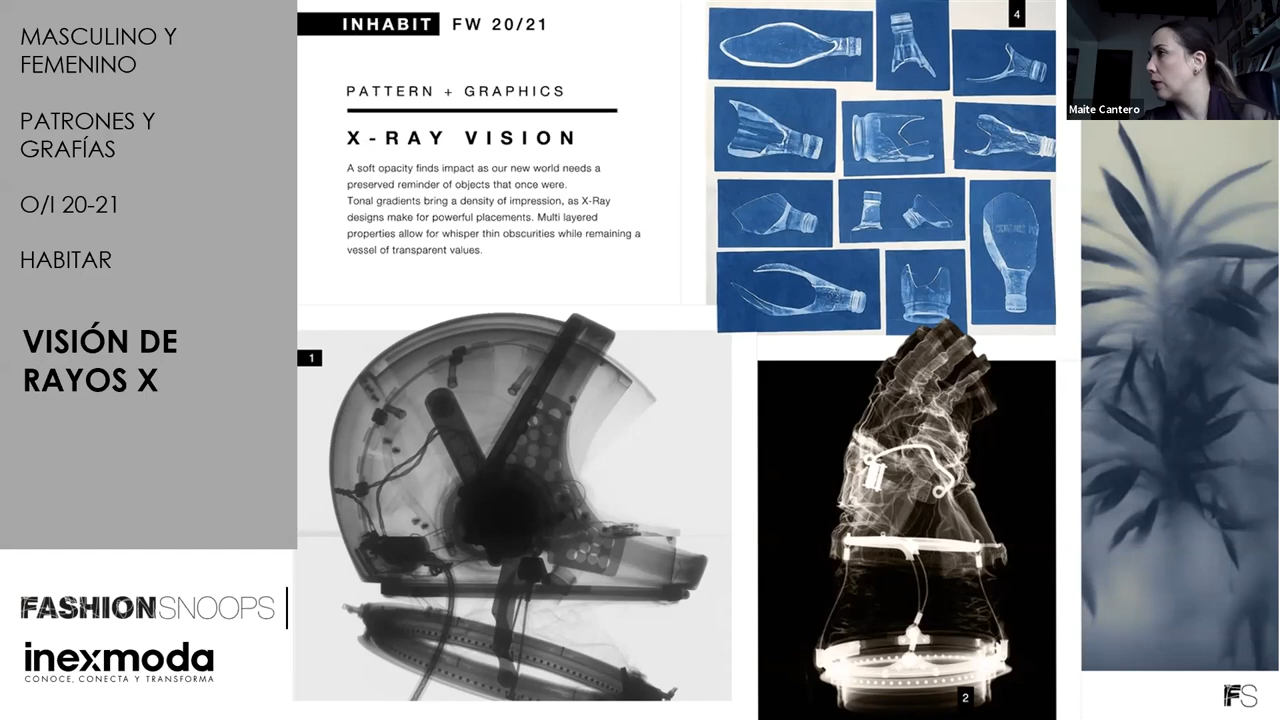 MASCULINO Y
FEMENINO
PATRONES Y
GRAFÍAS
O/I 20-21
HABITAR
VISIÓN DE
RAYOS X
FASHIONSNOOPS
inexmoda
CONOCE, CONECTA Y TRANSFORMA
INHABIT FW 20/21
PATTERN + GRAPHICS
X-RAY VISION
A soft opacity finds impact as our new world needs a
preserved reminder of objects that once were.
Tonal gradients bring a density of impression, as X-Ray
designs make for powerful placements. Multi layered
properties allow for whisper thin obscurities while remaining a
vessel of transparent values.
4
Maite Cantero
1
2
FS